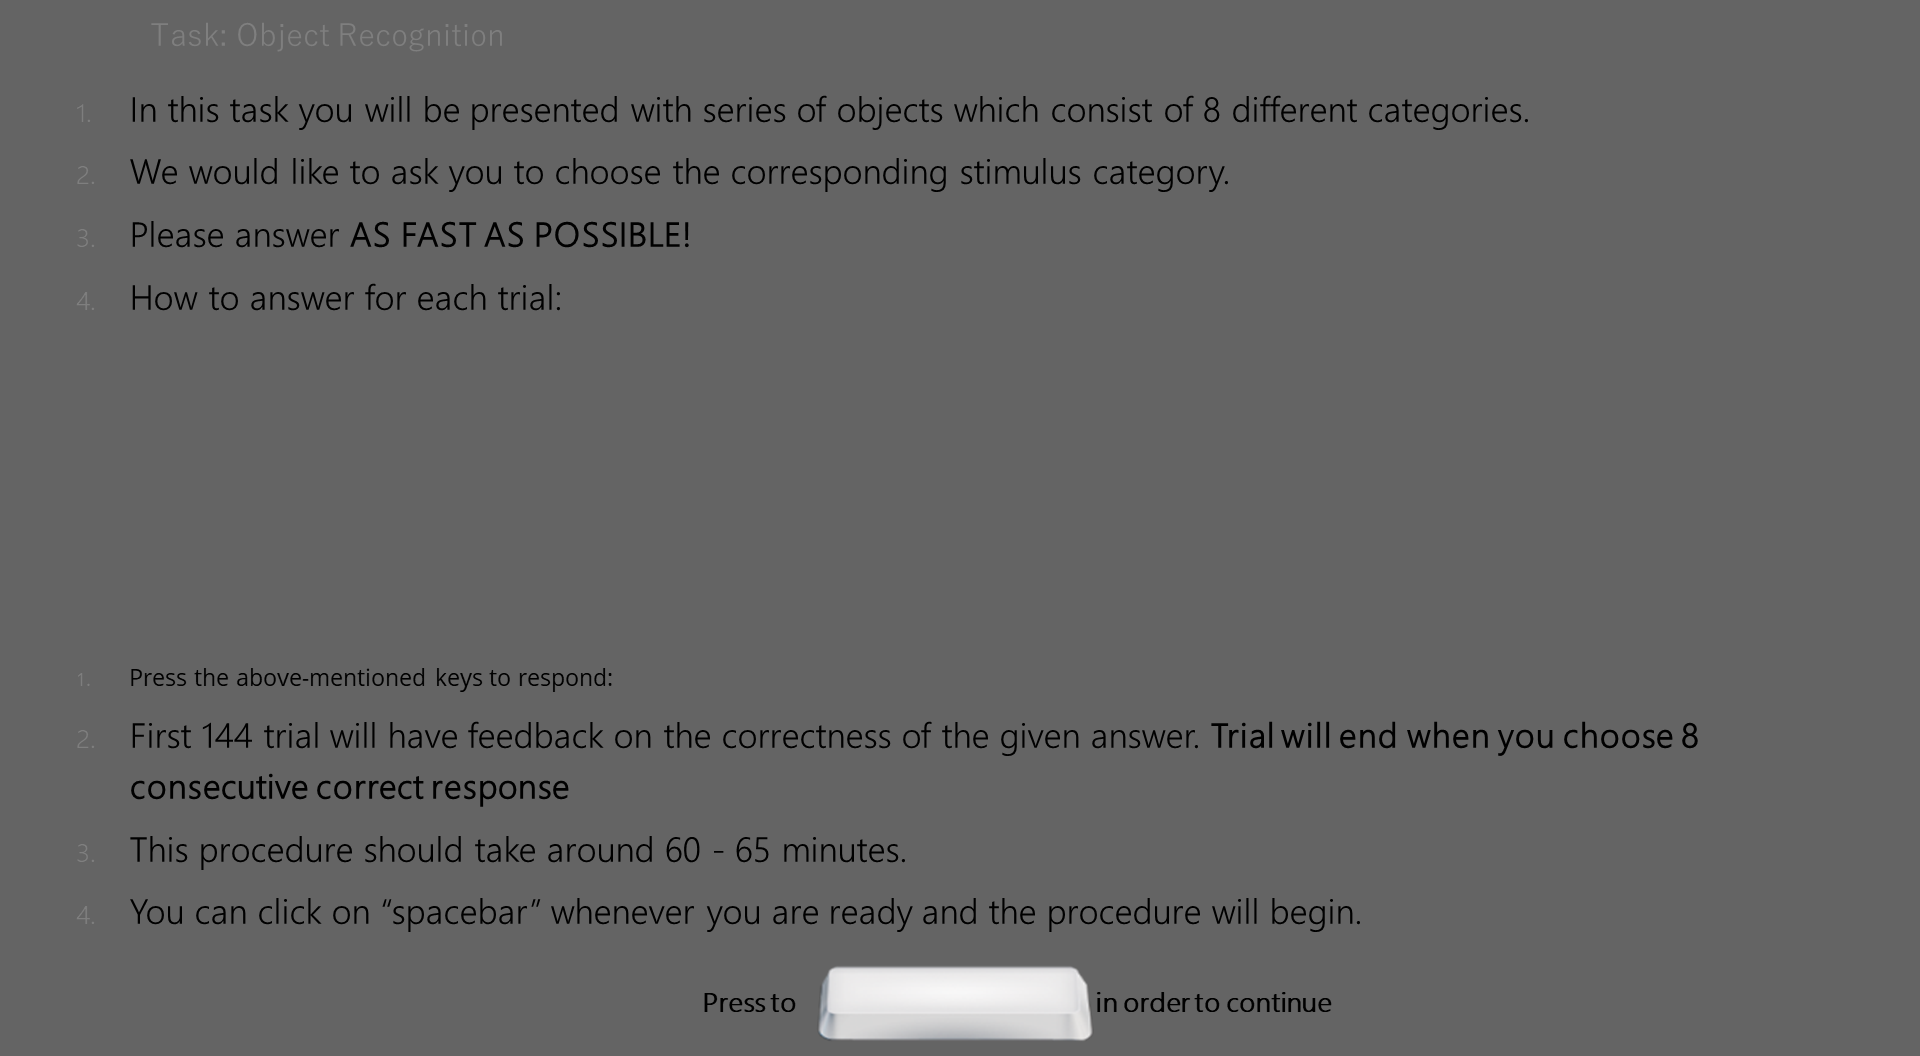 Task: Object Recognition
1. In this task you will be presented with series of objects which consist of 8 different categories.
2. We would like to ask you to choose the corresponding stimulus category.
3. Please answer AS FAST AS POSSIBLE!
4. How to answer for each trial:
1. Press the above-mentioned keys to respond:
2. First 144 trial will have feedback on the correctness of the given answer. Trial will end when you choose 8
consecutive correct response
3. This procedure should take around 60 - 65 minutes.
4. You can click on “spacebar” whenever you are ready and the procedure will begin.
Press to in order to continue